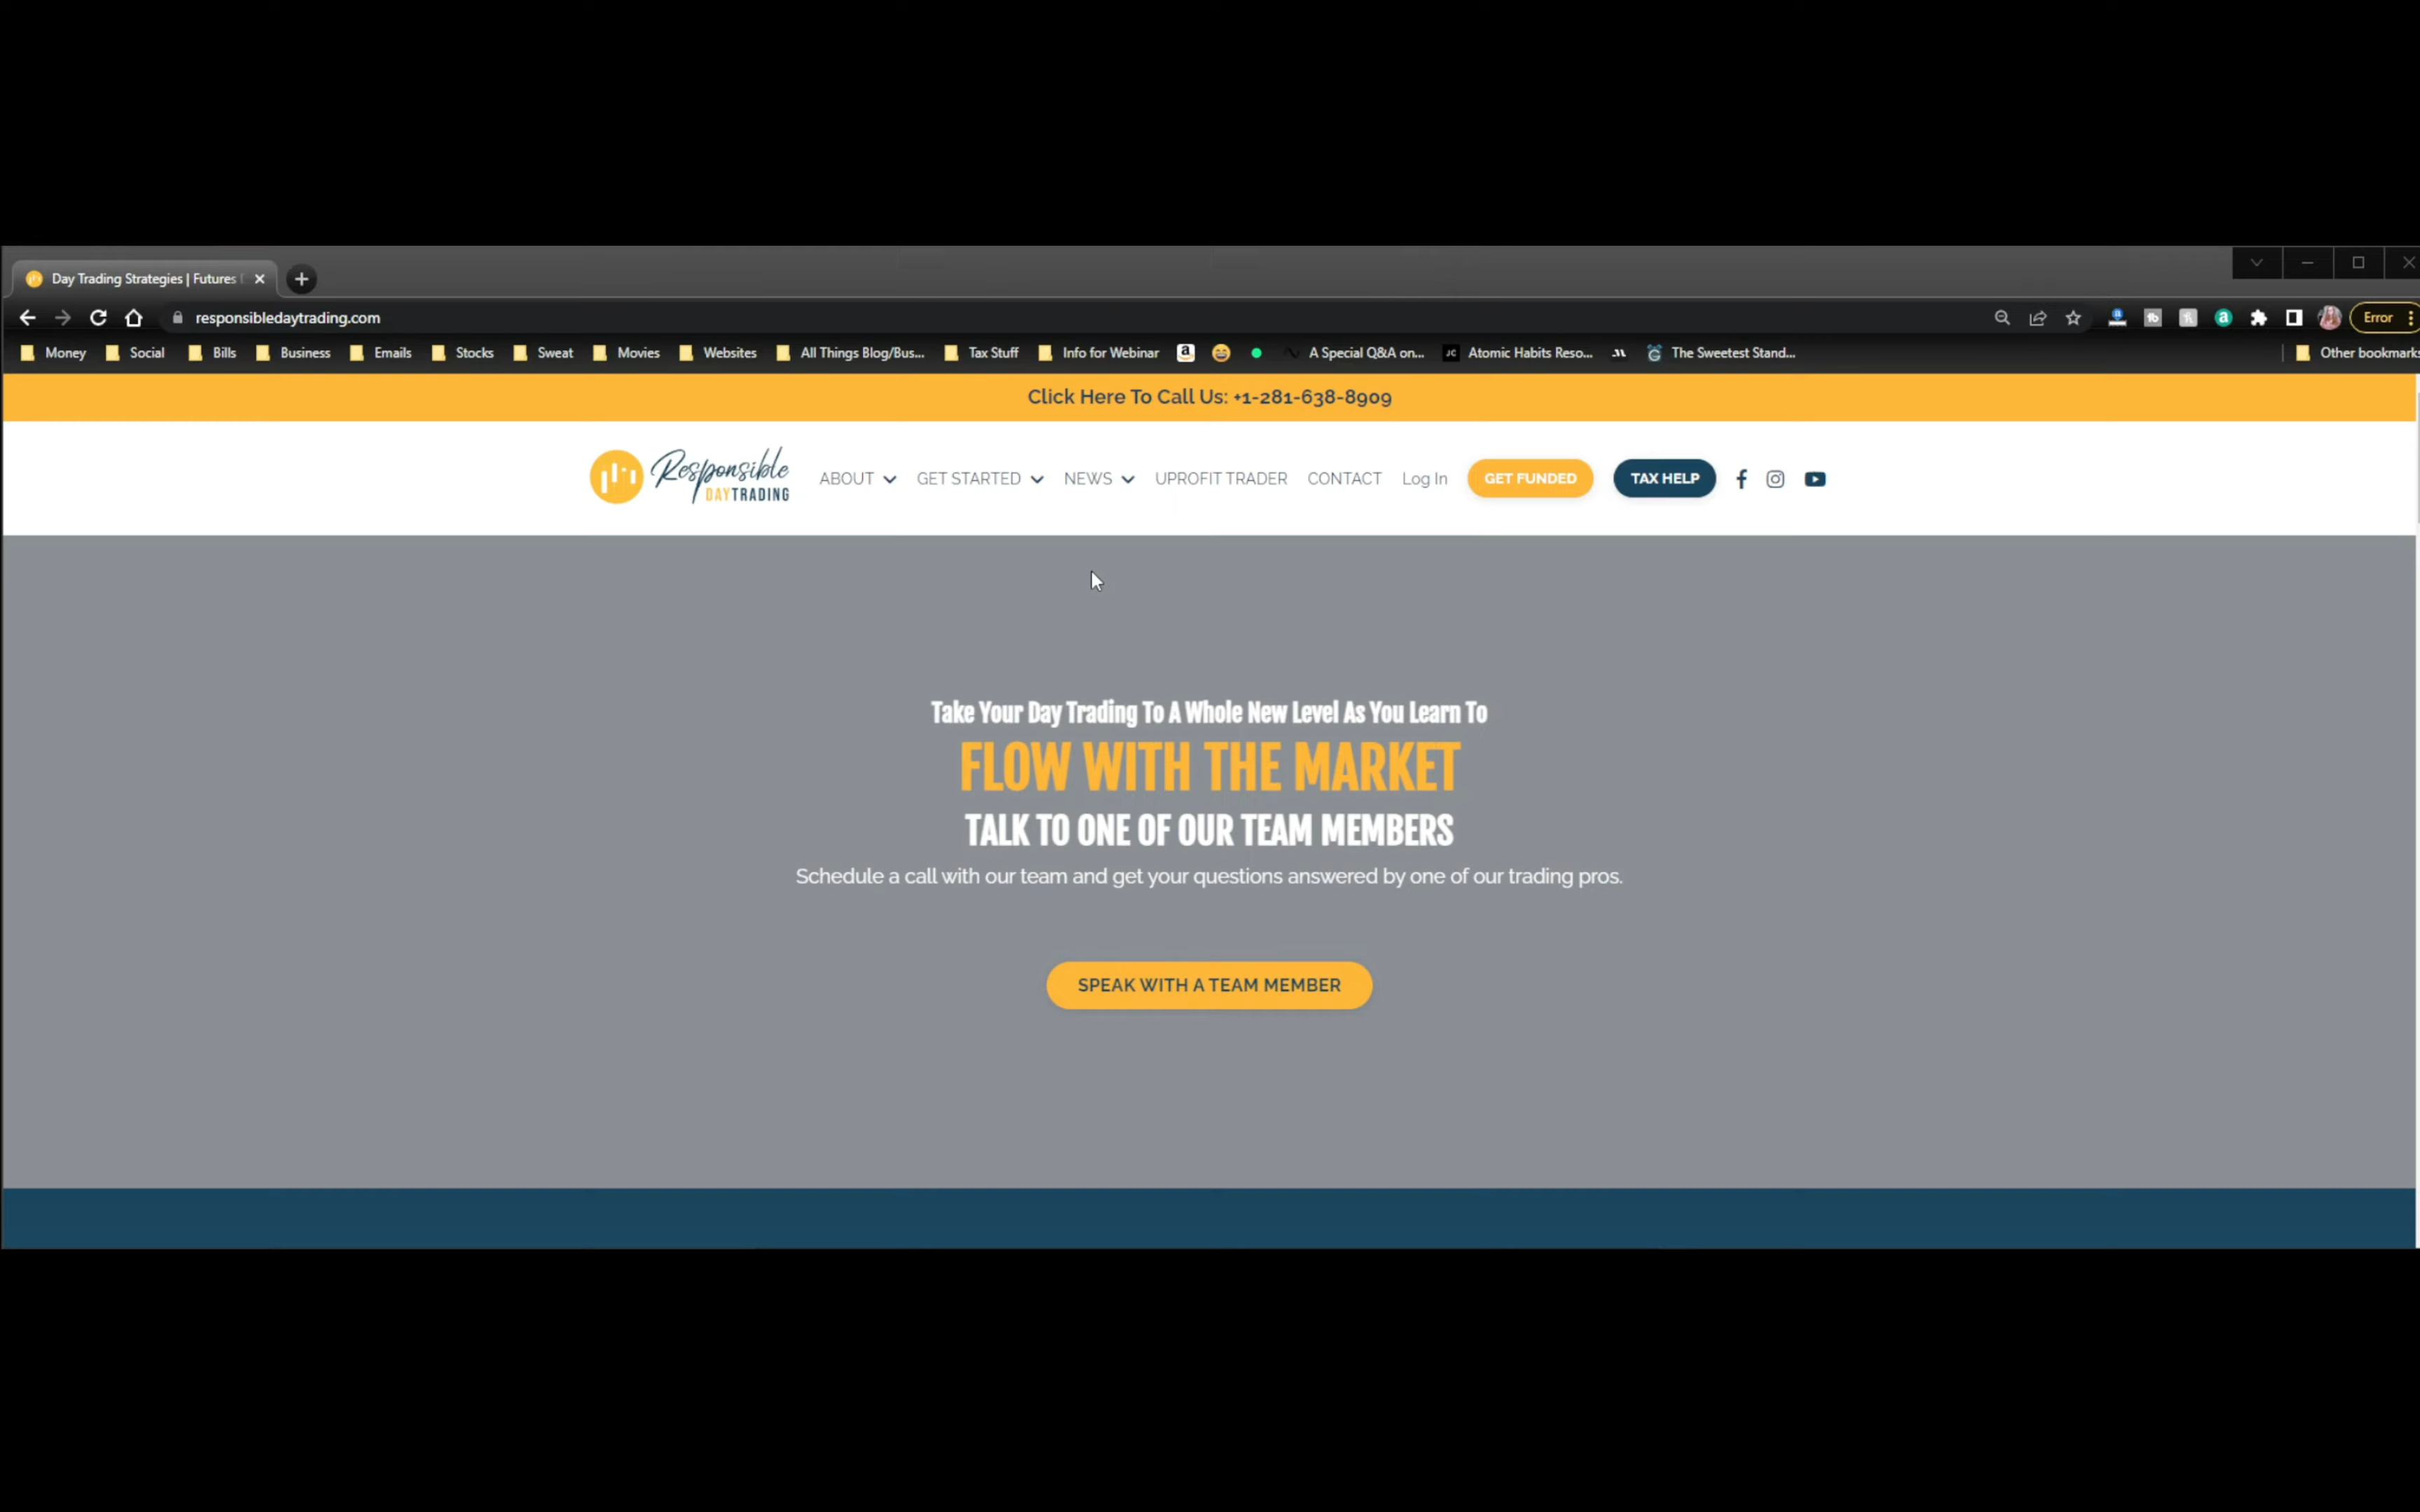 Day Trading Strategies | Futures
responsibledaytrading.com
Error
Money Social Bills Business Emails Stocks Sweat Movies Websites All Things Blog/Bus... Tax Stuff Info for Webinar A Special Q&A on... JC Atomic Habits Reso... The Sweetest Stand... Other bookmarks
Click Here To Call Us: +1-281-638-8909
Responsible
DAYTRADING
ABOUT GET STARTED NEWS UPROFIT TRADER CONTACT Log In GET FUNDED TAX HELP
Take Your Day Trading To A Whole New Level As You Learn To
FLOW WITH THE MARKET
TALK TO ONE OF OUR TEAM MEMBERS
Schedule a call with our team and get your questions answered by one of our trading pros.
SPEAK WITH A TEAM MEMBER